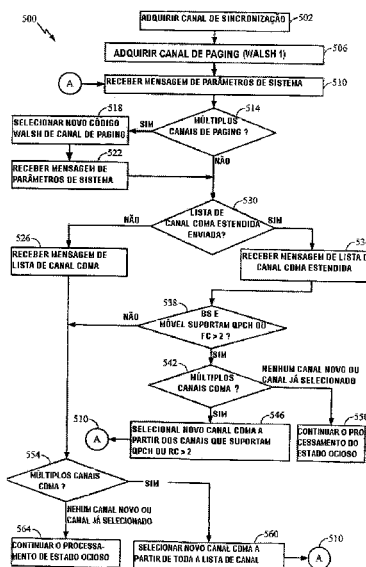 500
ADQUIRIR CANAL DE SINCRONIZAÇÃO
502
ADQUIRIR CANAL DE PAGING (WALSH 1)
506
A
RECEBER MENSAGEM DE PARÂMETROS DE SISTEMA
510
518
SELECIONAR NOVO CÓDIGO
WALSH DE CANAL DE PAGING
SIM
514
MÚLTIPLOS
CANAIS DE PAGING ?
522
NÃO
RECEBER MENSAGEM DE
PARÂMETROS DE SISTEMA
530
LISTA DE
CANAL CDMA ESTENDIDA
ENVIADA?
NÃO
SIM
526
RECEBER MENSAGEM DE
LISTA DE CANAL CDMA
RECEBER MENSAGEM DE LISTA DE
CANAL CDMA ESTENDIDA
538
NÃO
BS E
MÓVEL SUPORTAM QPCH OU
RC > 2 ?
SIM
542
MÚLTIPLOS
CANAIS CDMA ?
NENHUM CANAL NOVO OU
CANAL JÁ SELECIONADO
SIM
510
A
546
SELECIONAL NOVO CANAL CDMA A
PARTIR DOS CANAIS QUE SUPORTAM
QPCH OU RC > 2
550
CONTINUAR O PRO
PROCESSAMENTO DO
ESTADO OCIOSO
554
MÚLTIPLOS CANAIS
CDMA ?
SIM
NENHUM CANAL NOVO OU
CANAL JÁ SELECIONADO
564
CONTINUAR O PROCESSA-
MENTO DE ESTADO OCIOSO
560
SELECIONAR NOVO CANAL CDMA A
PARTIR DE TODA A LISTA DE CANAL
510
A